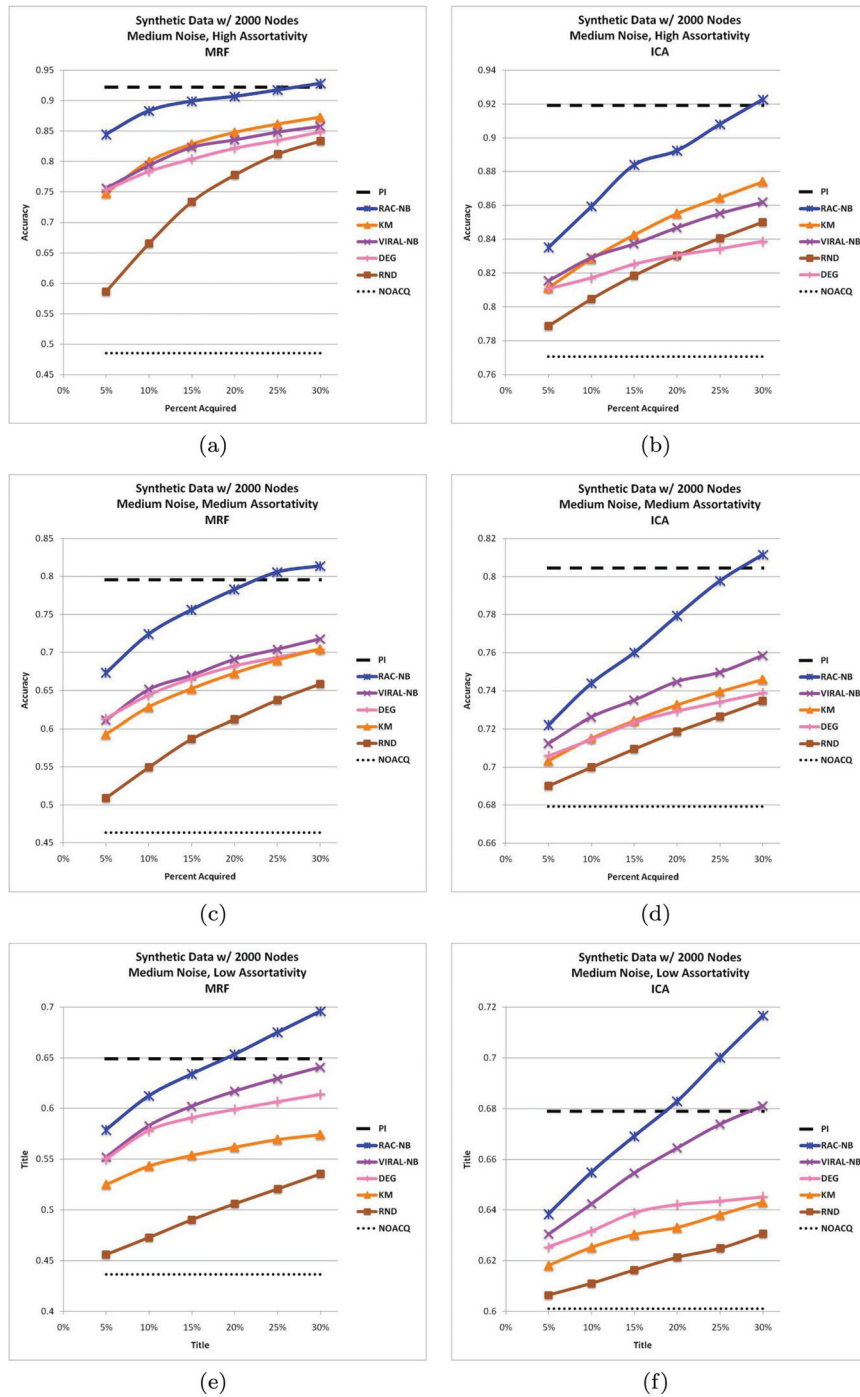 Synthetic Data w/ 2000 Nodes
Medium Noise, High Assortativity
MRF
0.95
0.9
0.85
0.8
0.75
0.7
0.65
0.6
0.55
0.5
0.45
Accuracy
0% 5% 10% 15% 20% 25% 30%
Percent Acquired
PI
RAC-NB
KM
VIRAL-NB
DEG
RND
NOACQ
(a)
Synthetic Data w/ 2000 Nodes
Medium Noise, High Assortativity
ICA
0.94
0.92
0.9
0.88
0.86
0.84
0.82
0.8
0.78
0.76
Accuracy
0% 5% 10% 15% 20% 25% 30%
Percent Acquired
PI
RAC-NB
KM
VIRAL-NB
RND
DEG
NOACQ
(b)
Synthetic Data w/ 2000 Nodes
Medium Noise, Medium Assortativity
MRF
0.85
0.8
0.75
0.7
0.65
0.6
0.55
0.5
0.45
Accuracy
0% 5% 10% 15% 20% 25% 30%
Percent Acquired
PI
RAC-NB
VIRAL-NB
DEG
KM
RND
NOACQ
(c)
Synthetic Data w/ 2000 Nodes
Medium Noise, Medium Assortativity
ICA
0.82
0.8
0.78
0.76
0.74
0.72
0.7
0.68
0.66
Accuracy
0% 5% 10% 15% 20% 25% 30%
Percent Acquired
PI
RAC-NB
VIRAL-NB
KM
DEG
RND
NOACQ
(d)
Synthetic Data w/ 2000 Nodes
Medium Noise, Low Assortativity
MRF
0.7
0.65
0.6
0.55
0.5
0.45
0.4
Title
0% 5% 10% 15% 20% 25% 30%
Title
PI
RAC-NB
VIRAL-NB
DEG
KM
RND
NOACQ
(e)
Synthetic Data w/ 2000 Nodes
Medium Noise, Low Assortativity
ICA
0.72
0.7
0.68
0.66
0.64
0.62
0.6
Title
0% 5% 10% 15% 20% 25% 30%
Title
PI
RAC-NB
VIRAL-NB
DEG
KM
RND
NOACQ
(f)